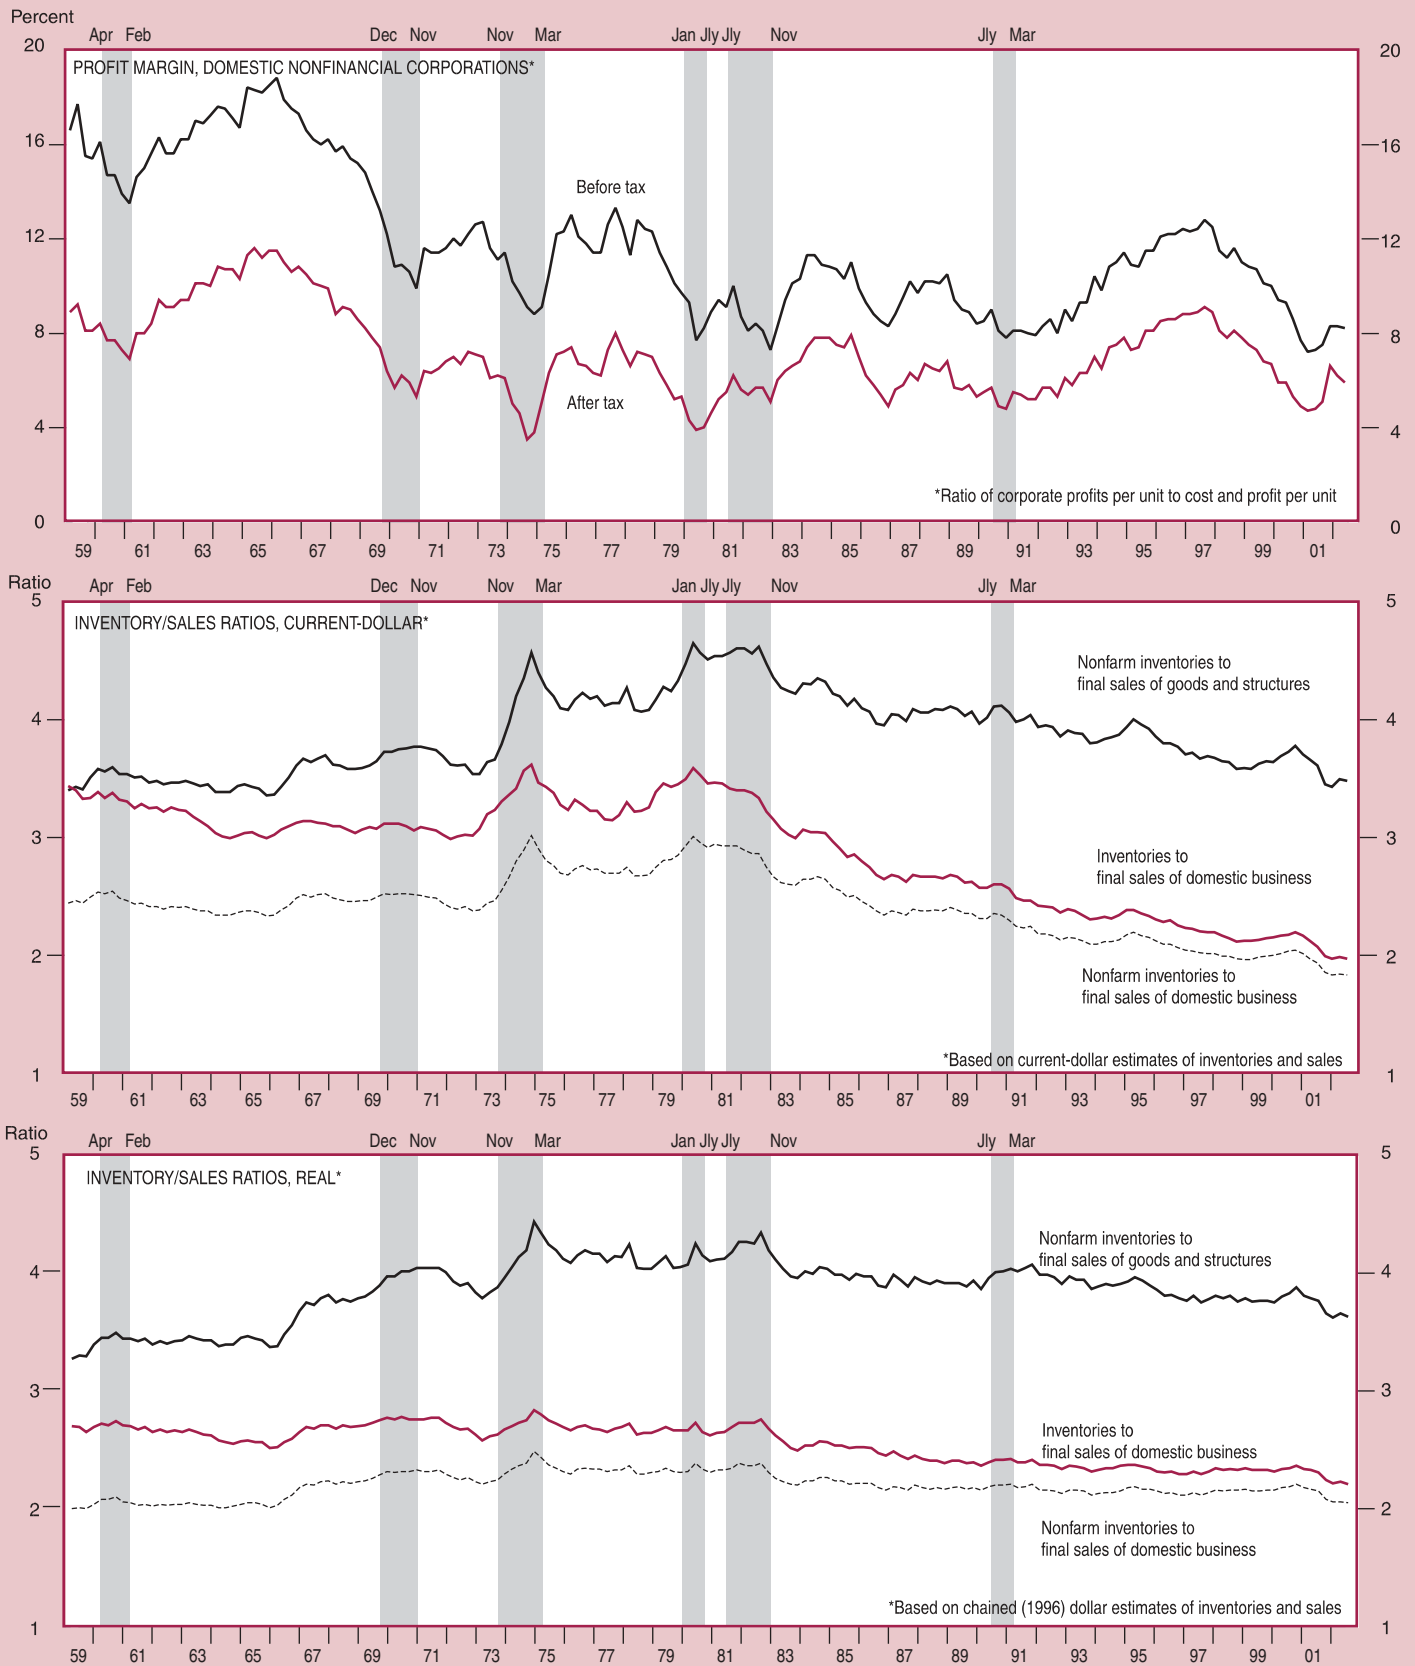 Percent
Apr Feb Dec Nov Nov Mar Jan Jly Jly Nov Jly Mar
20 20
PROFIT MARGIN, DOMESTIC NONFINANCIAL CORPORATIONS*
16 16
Before tax
12 12
8 8
After tax
4 4
*Ratio of corporate profits per unit to cost and profit per unit
0 0
59 61 63 65 67 69 71 73 75 77 79 81 83 85 87 89 91 93 95 97 99 01
Ratio
Apr Feb Dec Nov Nov Mar Jan Jly Jly Nov Jly Mar
5 5
INVENTORY/SALES RATIOS, CURRENT-DOLLAR*
Nonfarm inventories to
final sales of goods and structures
4 4
3 3
Inventories to
final sales of domestic business
2 2
Nonfarm inventories to
final sales of domestic business
*Based on current-dollar estimates of inventories and sales
1 1
59 61 63 65 67 69 71 73 75 77 79 81 83 85 87 89 91 93 95 97 99 01
Ratio
Apr Feb Dec Nov Nov Mar Jan Jly Jly Nov Jly Mar
5 5
INVENTORY/SALES RATIOS, REAL*
Nonfarm inventories to
final sales of goods and structures
4 4
3 3
Inventories to
final sales of domestic business
2 2
Nonfarm inventories to
final sales of domestic business
*Based on chained (1996) dollar estimates of inventories and sales
1 1
59 61 63 65 67 69 71 73 75 77 79 81 83 85 87 89 91 93 95 97 99 01